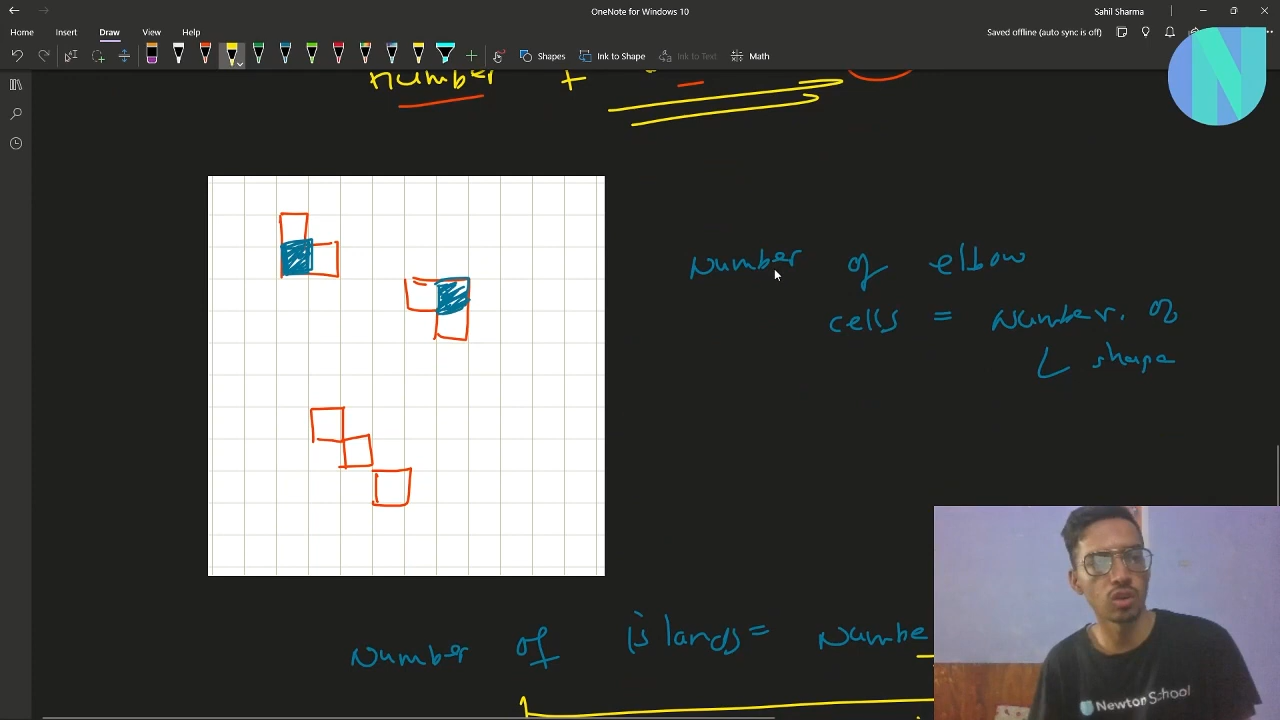 OneNote for Windows 10
Sahil Sharma
Home Insert Draw View Help
Saved offline (auto sync is off)
Shapes Ink to Shape Ink to Text Math
number +
Number of elbow
cells = Number. of
L shape
Number of islands = Numbe
Newton School